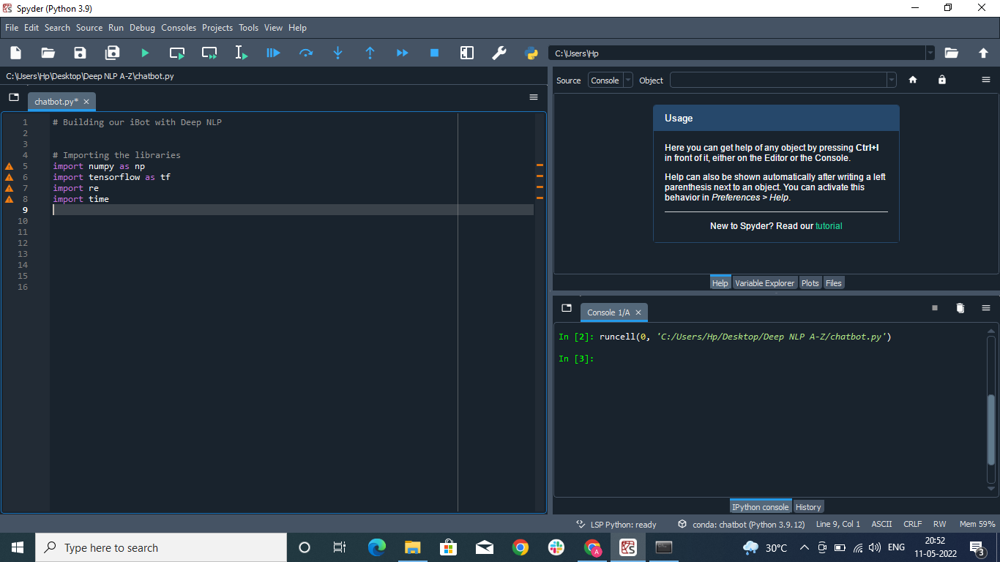 Spyder (Python 3.9)
File Edit Search Source Run Debug Consoles Projects Tools View Help
C:\Users\Hp
C:\Users\Hp\Desktop\Deep NLP A-Z\chatbot.py
chatbot.py*
1 # Building our iBot with Deep NLP
2
3
4 # Importing the libraries
5 import numpy as np
6 import tensorflow as tf
7 import re
8 import time
9
10
11
12
13
14
15
16
Source Console Object
Usage
Here you can get help of any object by pressing Ctrl+I
in front of it, either on the Editor or the Console.
Help can also be shown automatically after writing a left
parenthesis next to an object. You can activate this
behavior in Preferences > Help.
New to Spyder? Read our tutorial
Help Variable Explorer Plots Files
Console 1/A
In [2]: runcell(0, 'C:/Users/Hp/Desktop/Deep NLP A-Z/chatbot.py')
In [3]:
IPython console History
LSP Python: ready conda: chatbot (Python 3.9.12) Line 9, Col 1 ASCII CRLF RW Mem 59%
Type here to search
A
30°C
ENG
20:52
11-05-2022
3